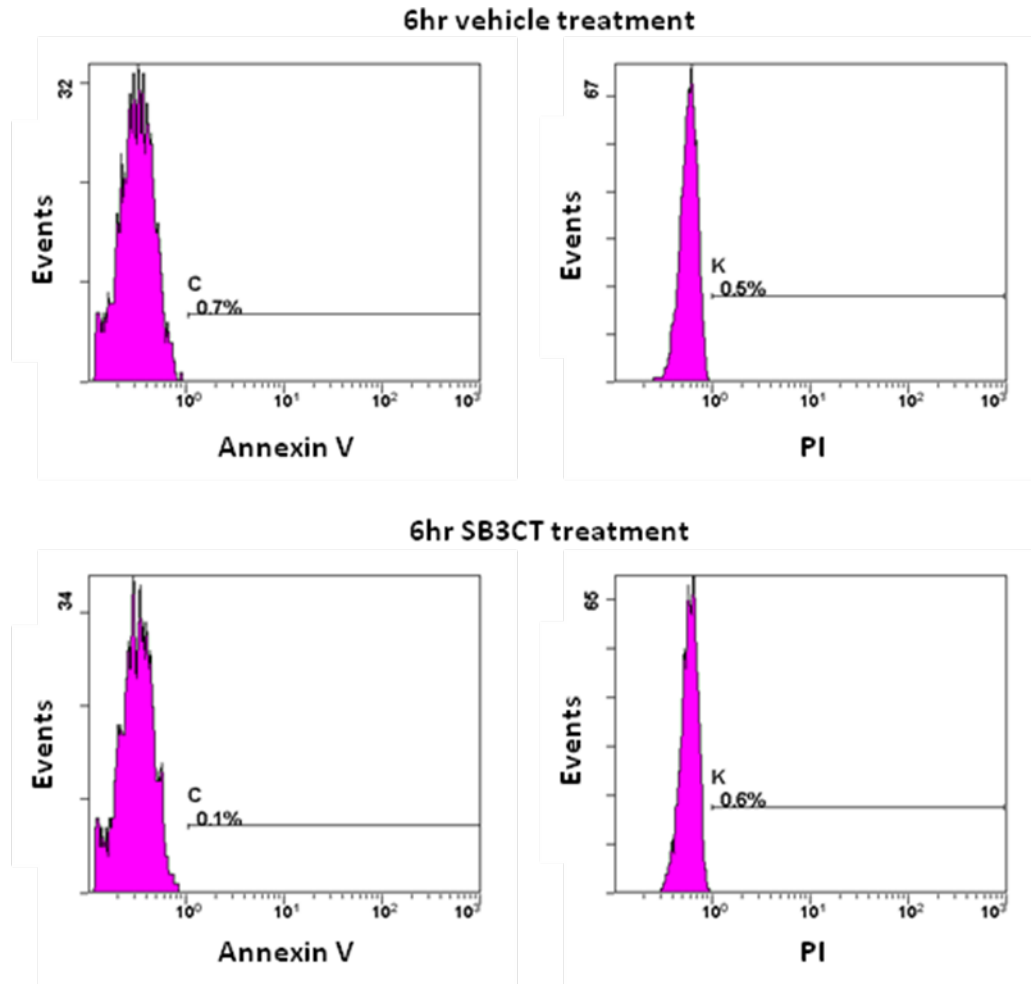 6hr vehicle treatment
32
Events
C
0.7%
10⁰ 10¹ 10² 10³
Annexin V
67
Events
K
0.5%
10⁰ 10¹ 10² 10³
PI
6hr SB3CT treatment
34
Events
C
0.1%
10⁰ 10¹ 10² 10³
Annexin V
65
Events
K
0.6%
10⁰ 10¹ 10² 10³
PI